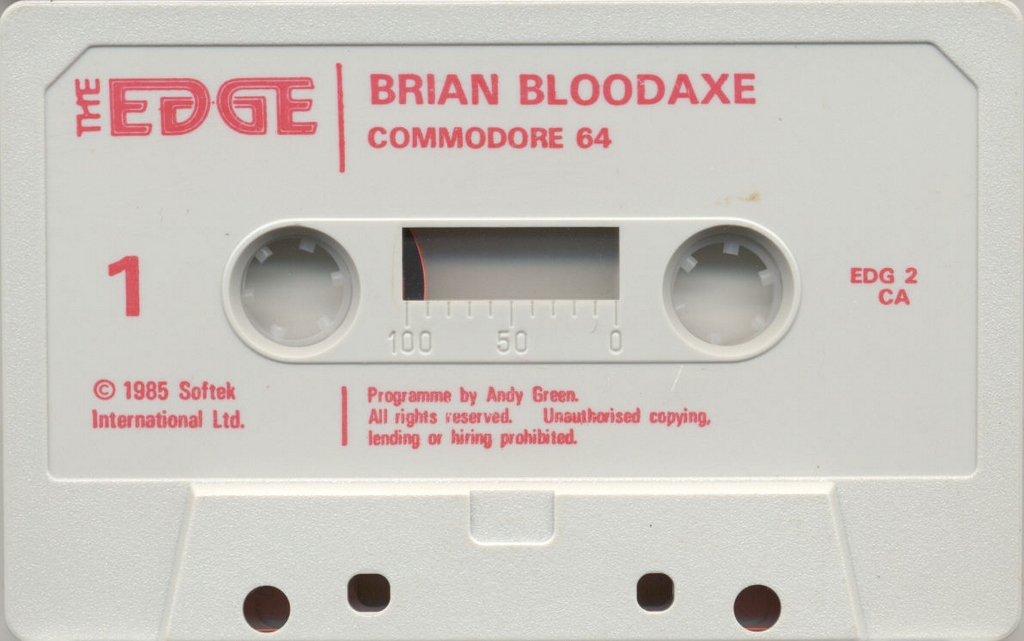 THE EDGE
BRIAN BLOODAXE
COMMODORE 64
1
EDG 2
CA
100 50 0
© 1985 Softek
International Ltd.
Programme by Andy Green.
All rights reserved. Unauthorised copying,
lending or hiring prohibited.